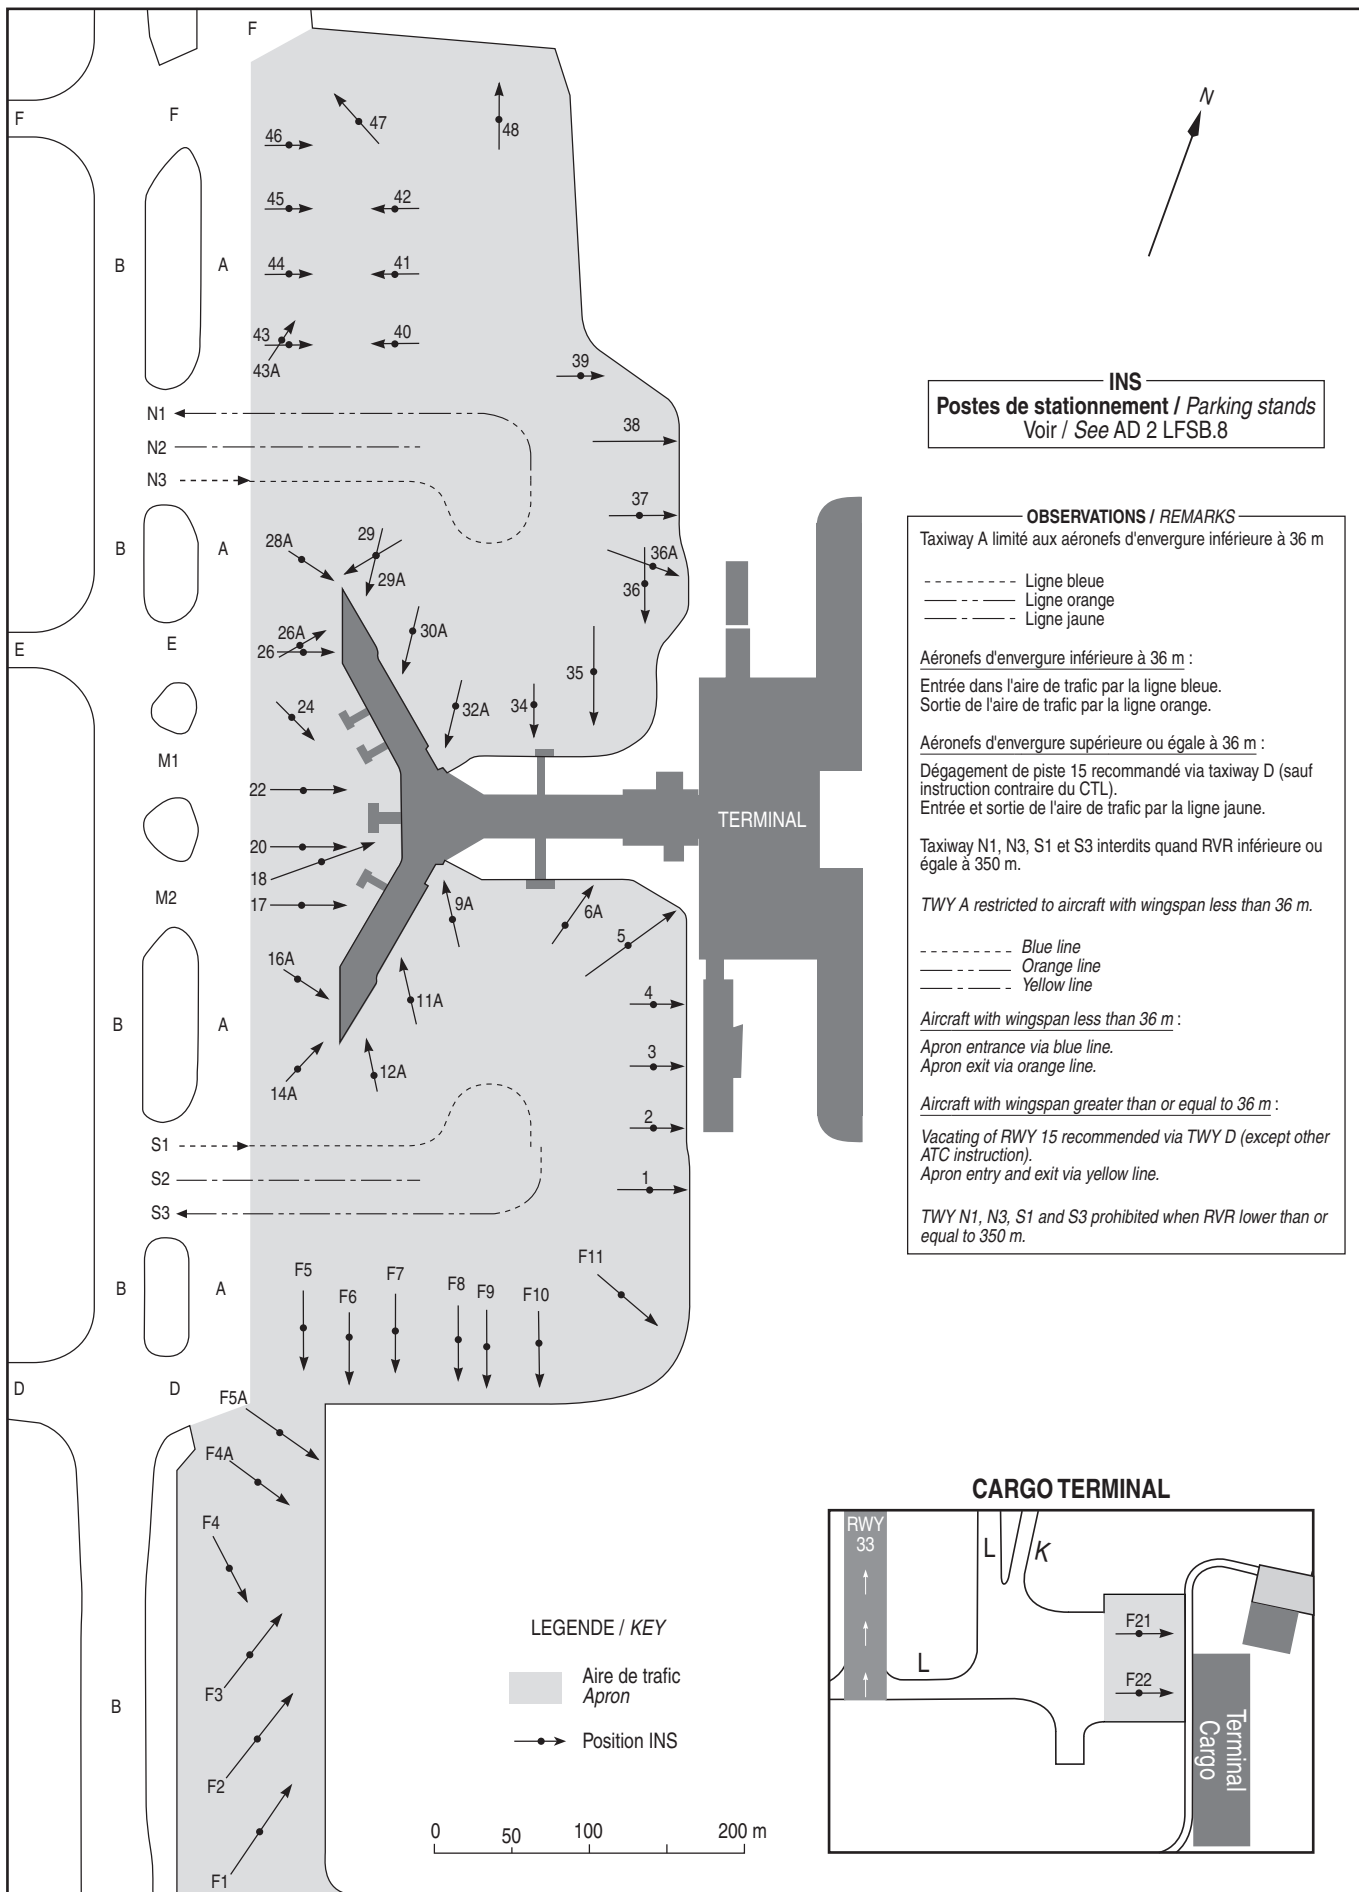 F
F
F
47
48
46
45
42
B
A
44
41
43
40
43A
39
N1
38
N2
N3
37
28A
29
B
A
36A
29A
36
26A
30A
E
E
26
35
24
32A
34
M1
22
TERMINAL
20
18
M2
17
9A
6A
5
16A
4
11A
B
A
3
12A
14A
2
S1
1
S2
S3
F11
F5
F7
F8
F9
F10
F6
B
A
D
D
F5A
F4A
F4
F3
B
F2
F1
N
INS
Postes de stationnement / Parking stands
Voir / See AD 2 LFSB.8
OBSERVATIONS / REMARKS
Taxiway A limité aux aéronefs d'envergure inférieure à 36 m
Ligne bleue
Ligne orange
Ligne jaune
Aéronefs d'envergure inférieure à 36 m :
Entrée dans l'aire de trafic par la ligne bleue.
Sortie de l'aire de trafic par la ligne orange.
Aéronefs d'envergure supérieure ou égale à 36 m :
Dégagement de piste 15 recommandé via taxiway D (sauf
instruction contraire du CTL).
Entrée et sortie de l'aire de trafic par la ligne jaune.
Taxiway N1, N3, S1 et S3 interdits quand RVR inférieure ou
égale à 350 m.
TWY A restricted to aircraft with wingspan less than 36 m.
Blue line
Orange line
Yellow line
Aircraft with wingspan less than 36 m :
Apron entrance via blue line.
Apron exit via orange line.
Aircraft with wingspan greater than or equal to 36 m :
Vacating of RWY 15 recommended via TWY D (except other
ATC instruction).
Apron entry and exit via yellow line.
TWY N1, N3, S1 and S3 prohibited when RVR lower than or
equal to 350 m.
LEGENDE / KEY
Aire de trafic
Apron
Position INS
0 50 100 200 m
CARGO TERMINAL
RWY
33
L
K
F21
L
F22
Terminal
Cargo